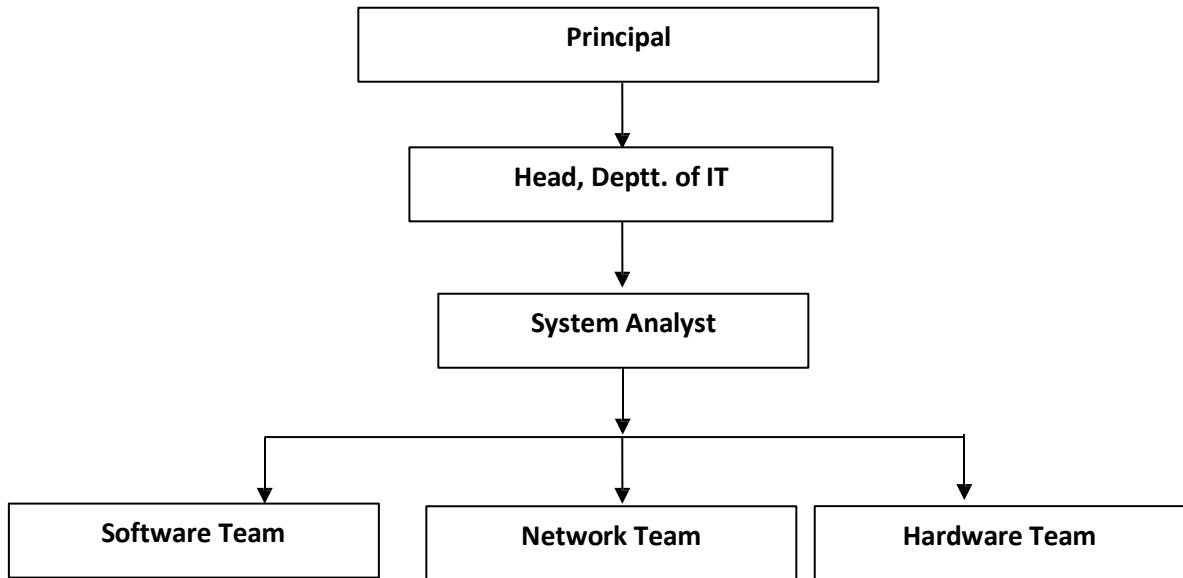 Principal
Head, Deptt. of IT
System Analyst
Software Team
Network Team
Hardware Team